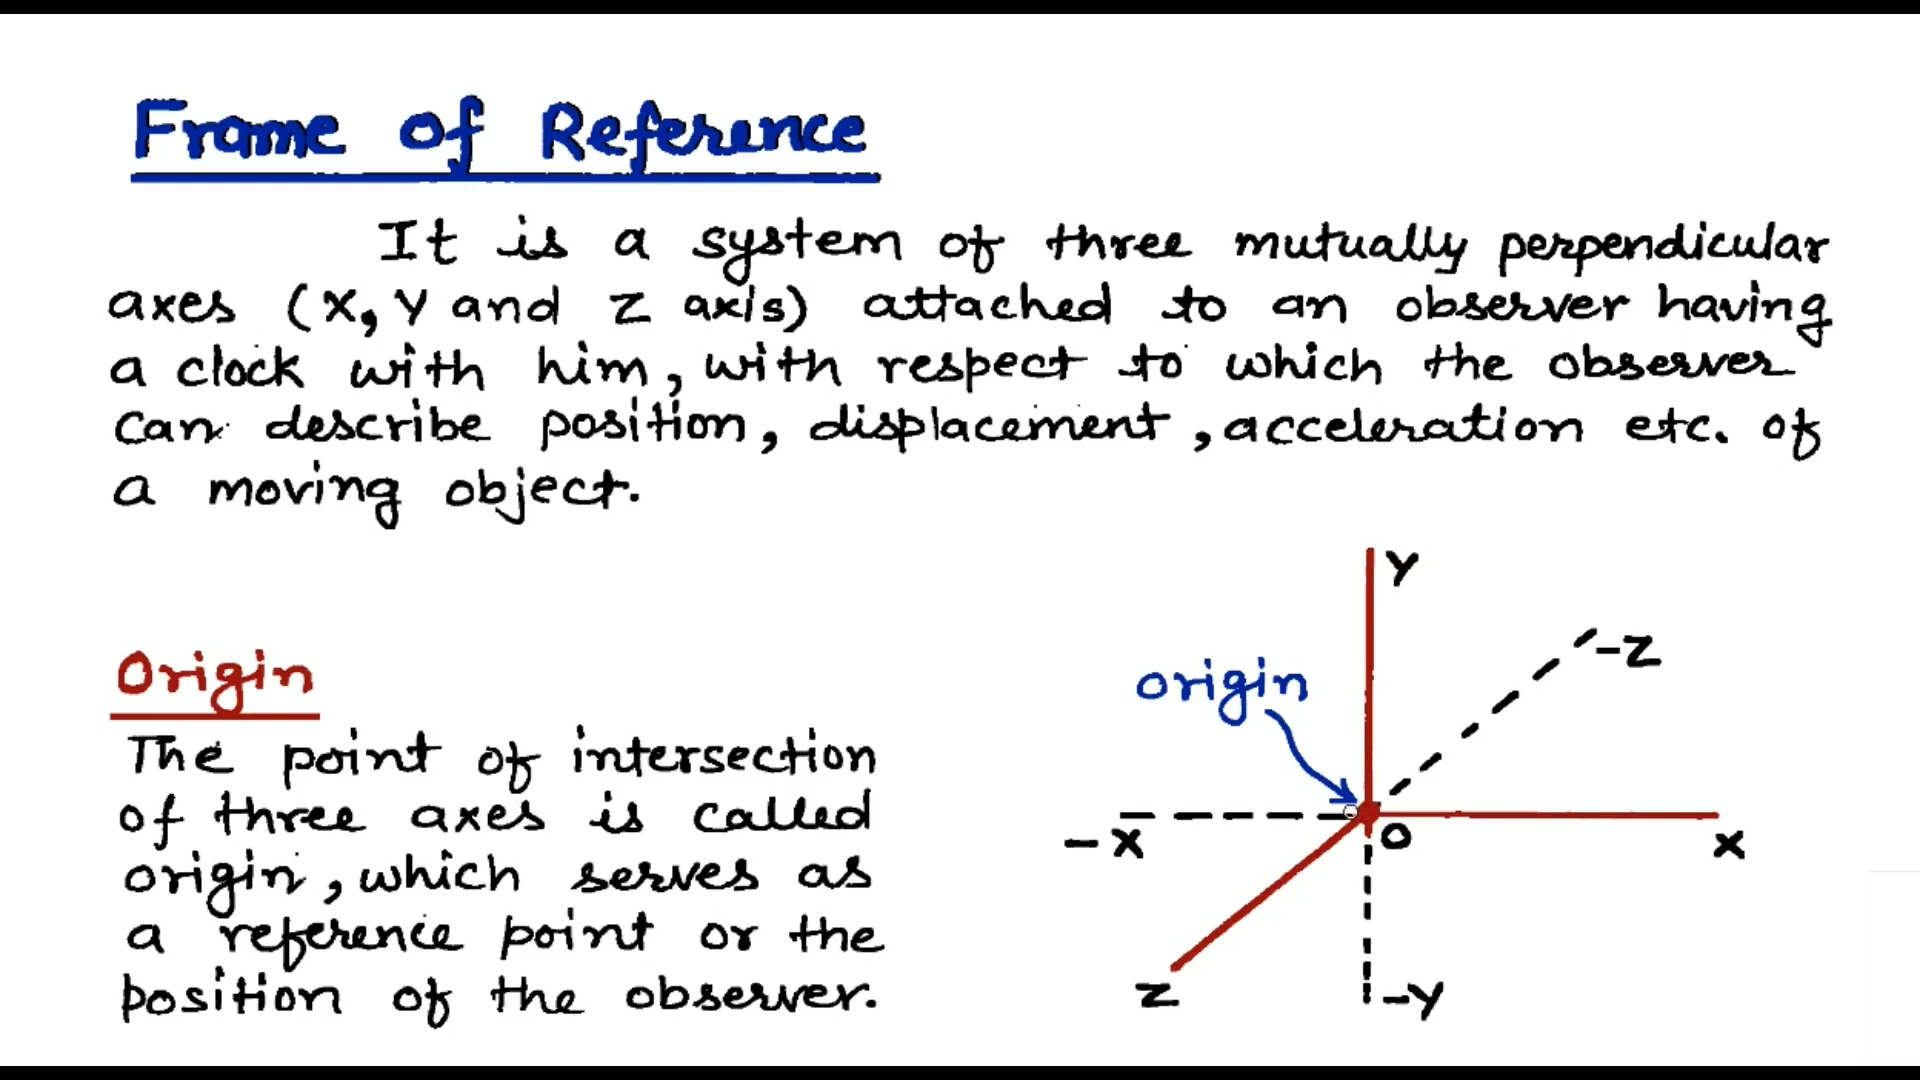 Frame of Reference
It is a system of three mutually perpendicular
axes (X, Y and Z axis) attached to an observer having
a clock with him, with respect to which the observer
can describe position, displacement, acceleration etc. of
a moving object.
Origin
The point of intersection
of three axes is called
origin, which serves as
a reference point or the
position of the observer.
Y
-Z
origin
-X
O
X
Z
-Y